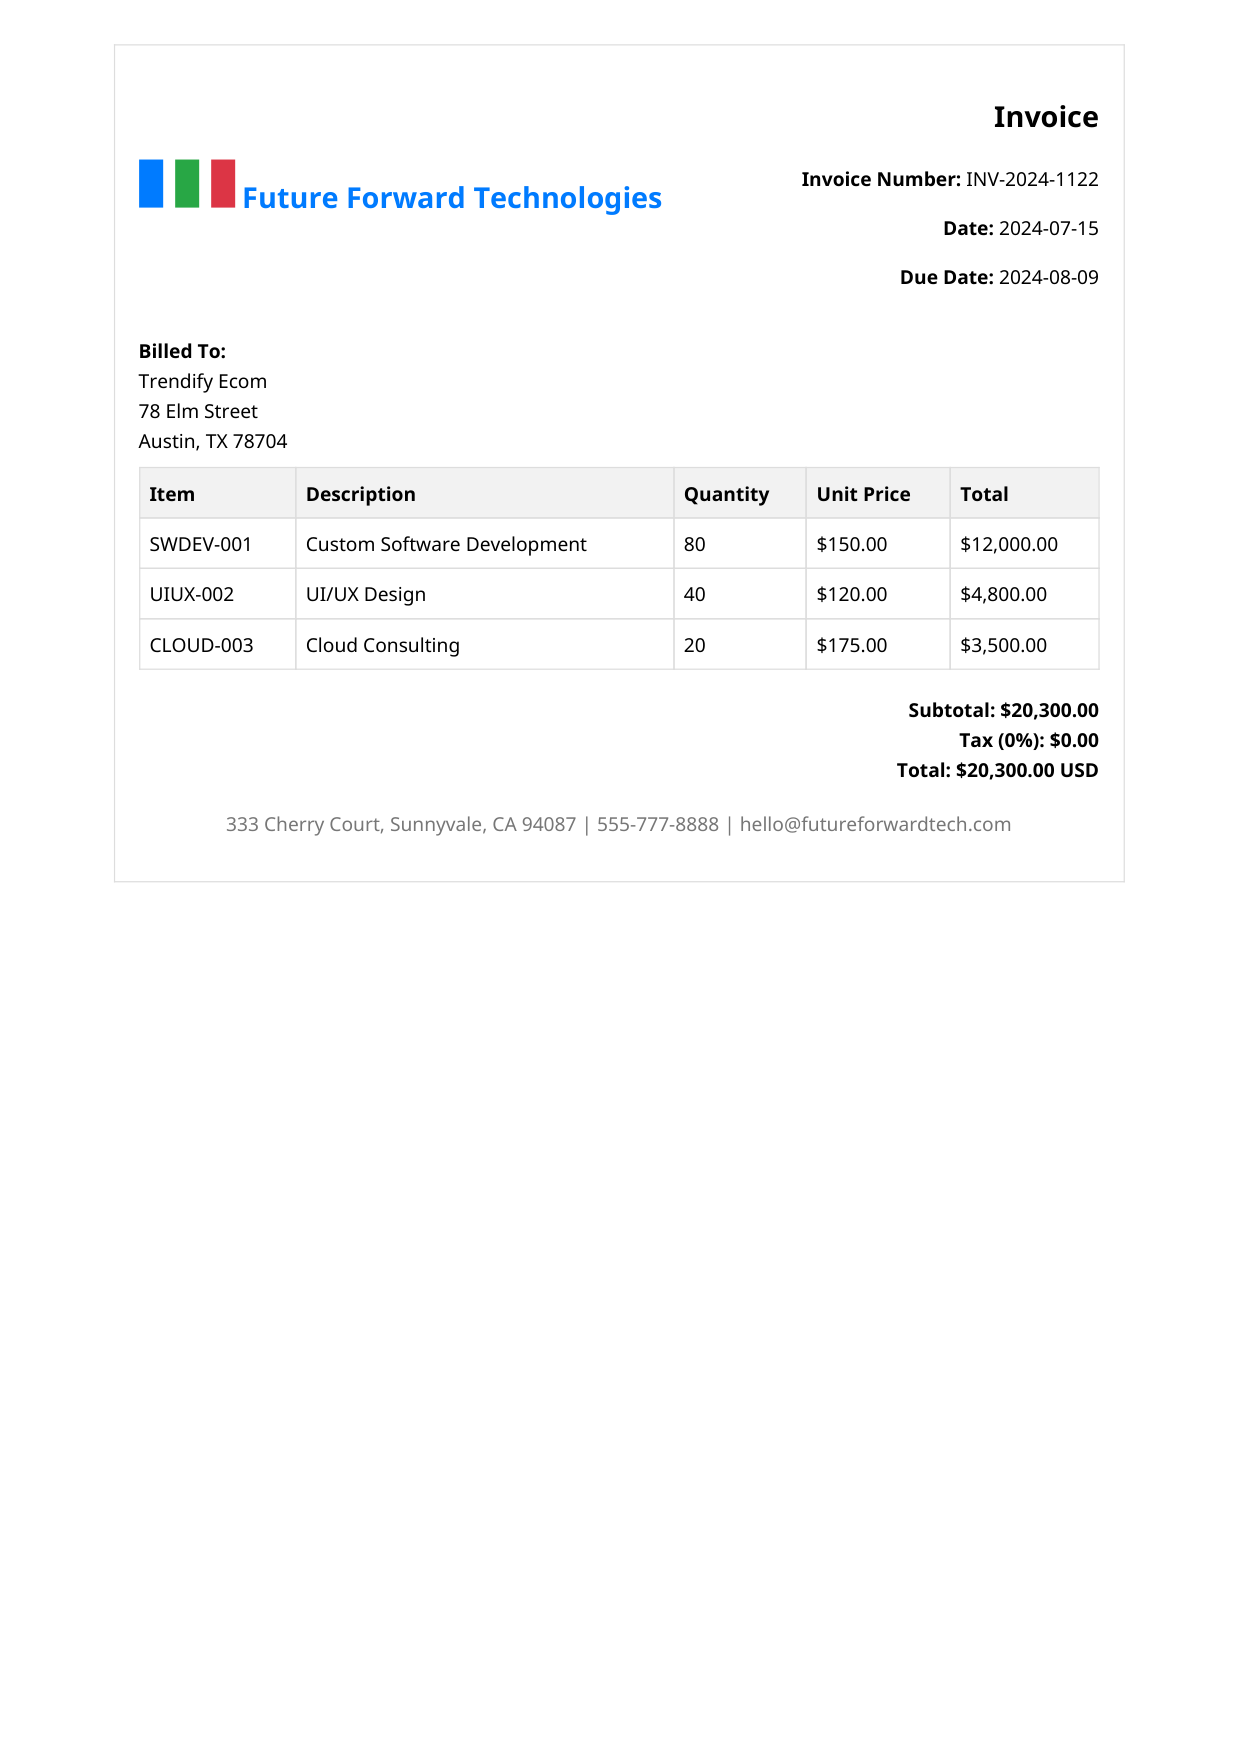 Invoice
Future Forward Technologies
Invoice Number: INV-2024-1122
Date: 2024-07-15
Due Date: 2024-08-09
Billed To:
Trendify Ecom
78 Elm Street
Austin, TX 78704
Item Description Quantity Unit Price Total
SWDEV-001 Custom Software Development 80 $150.00 $12,000.00
UIUX-002 UI/UX Design 40 $120.00 $4,800.00
CLOUD-003 Cloud Consulting 20 $175.00 $3,500.00
Subtotal: $20,300.00
Tax (0%): $0.00
Total: $20,300.00 USD
333 Cherry Court, Sunnyvale, CA 94087 | 555-777-8888 | hello@futureforwardtech.com